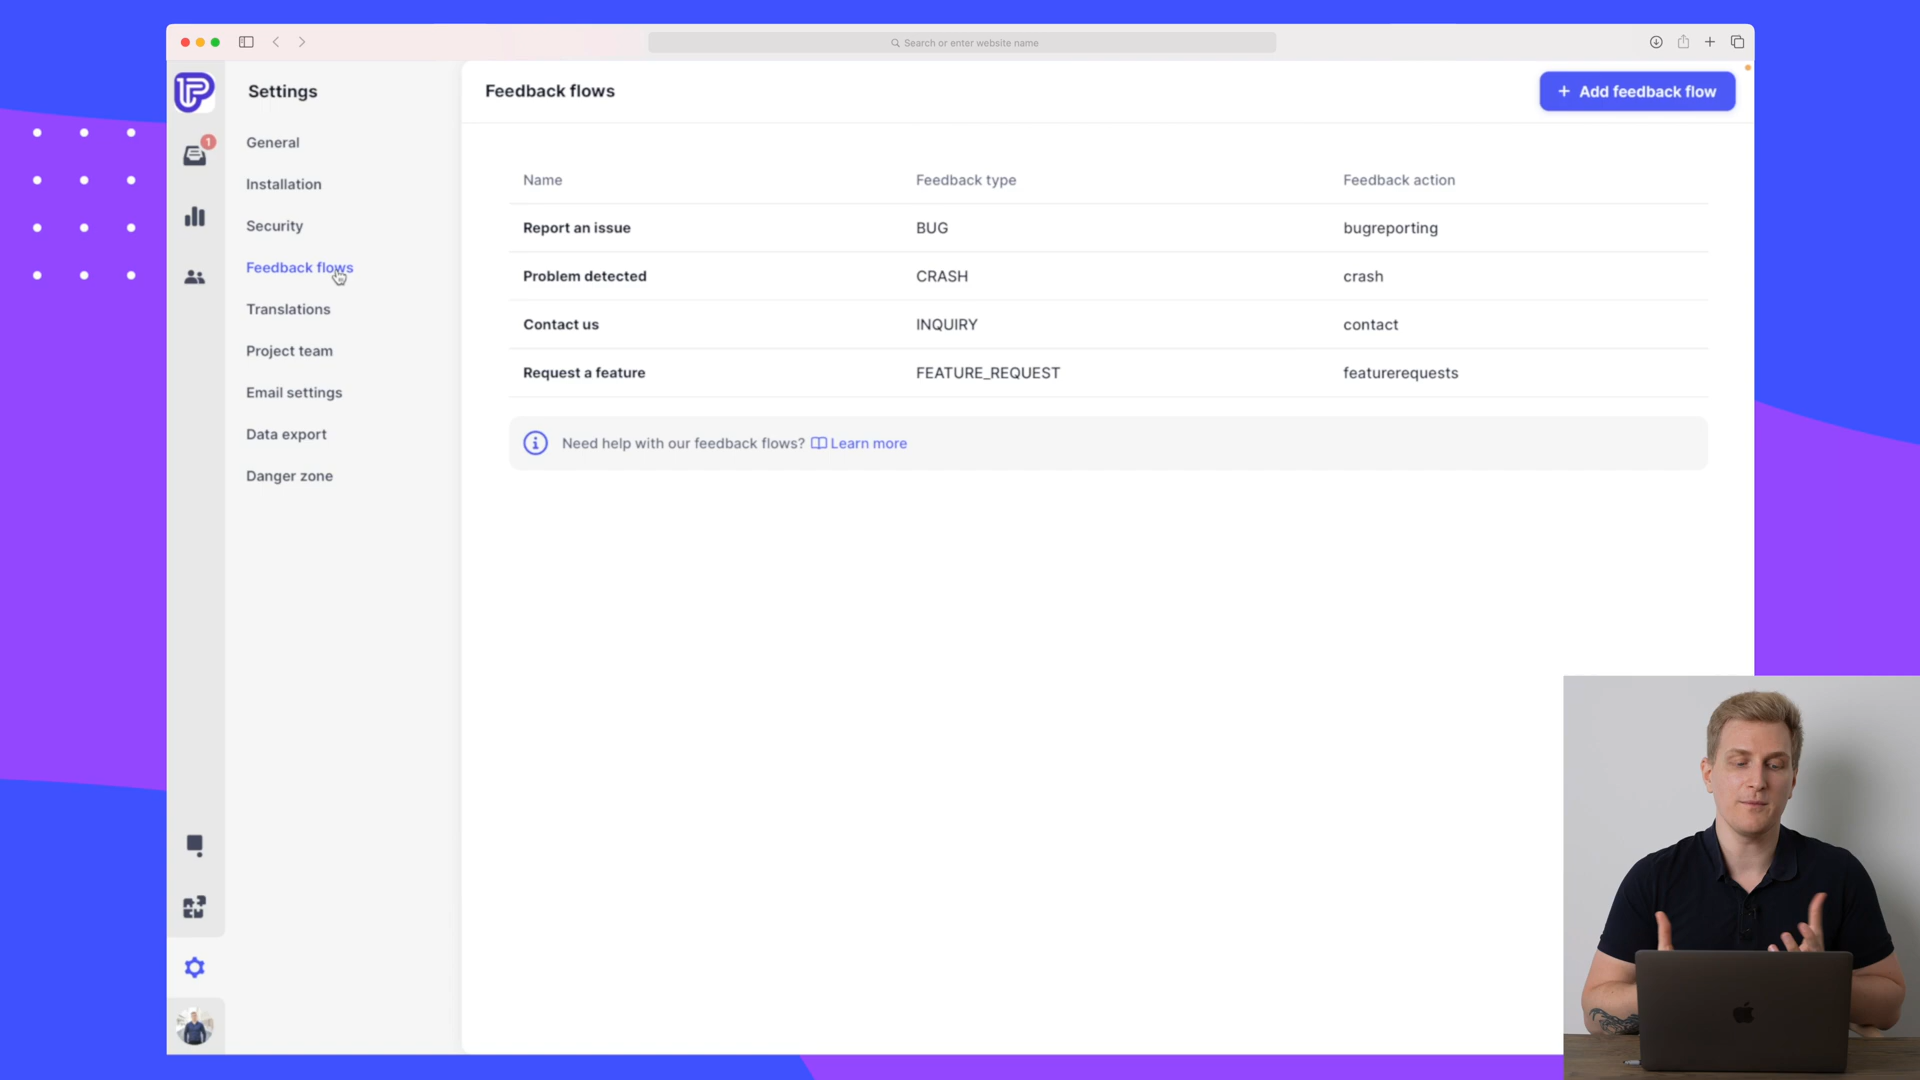 Search or enter website name
Settings
Feedback flows
+ Add feedback flow
1
General
Installation
Security
Feedback flows
Translations
Project team
Email settings
Data export
Danger zone
Name Feedback type Feedback action
Report an issue BUG bugreporting
Problem detected CRASH crash
Contact us INQUIRY contact
Request a feature FEATURE_REQUEST featurerequests
Need help with our feedback flows? Learn more